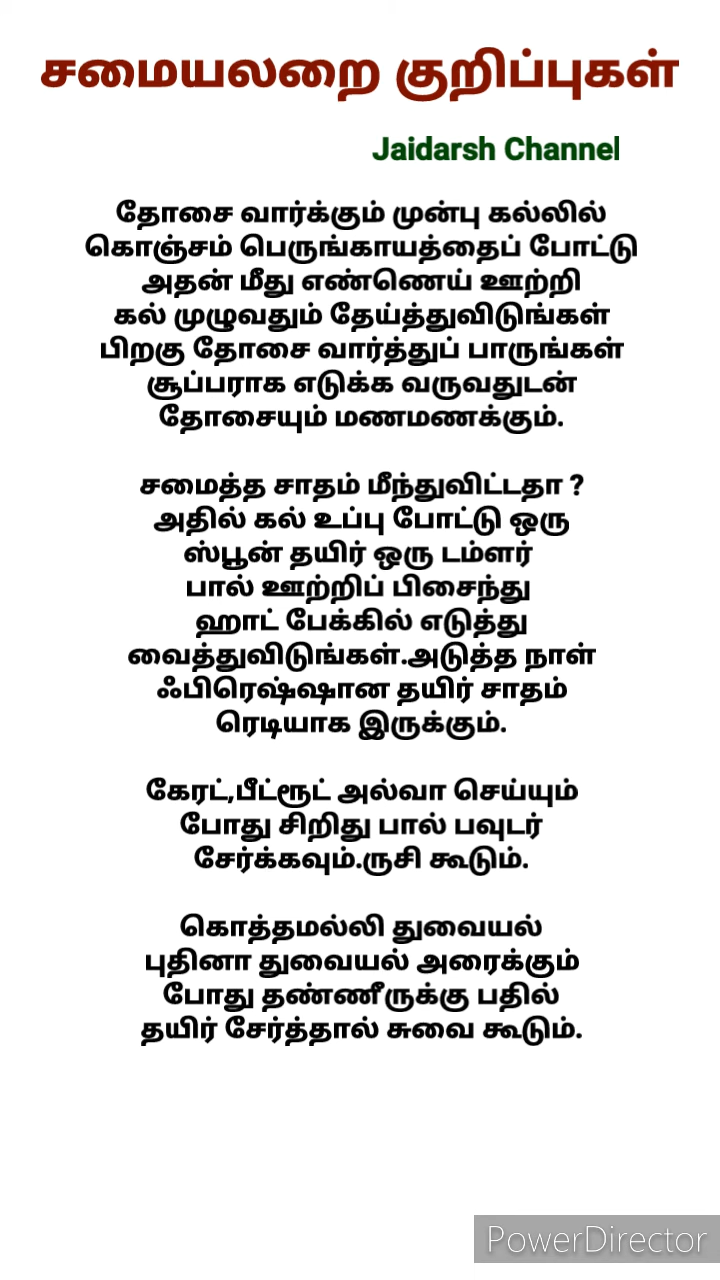 சமையலறை குறிப்புகள்
Jaidarsh Channel
தோசை வார்க்கும் முன்பு கல்லில்
கொஞ்சம் பெருங்காயத்தைப் போட்டு
அதன் மீது எண்ணெய் ஊற்றி
கல் முழுவதும் தேய்த்துவிடுங்கள்
பிறகு தோசை வார்த்துப் பாருங்கள்
சூப்பராக எடுக்க வருவதுடன்
தோசையும் மணமணக்கும்.
சமைத்த சாதம் மீந்துவிட்டதா ?
அதில் கல் உப்பு போட்டு ஒரு
ஸ்பூன் தயிர் ஒரு டம்ளர்
பால் ஊற்றிப் பிசைந்து
ஹாட் பேக்கில் எடுத்து
வைத்துவிடுங்கள்.அடுத்த நாள்
ஃபிரெஷ்ஷான தயிர் சாதம்
ரெடியாக இருக்கும்.
கேரட்,பீட்ரூட் அல்வா செய்யும்
போது சிறிது பால் பவுடர்
சேர்க்கவும்.ருசி கூடும்.
கொத்தமல்லி துவையல்
புதினா துவையல் அரைக்கும்
போது தண்ணீருக்கு பதில்
தயிர் சேர்த்தால் சுவை கூடும்.
PowerDirector